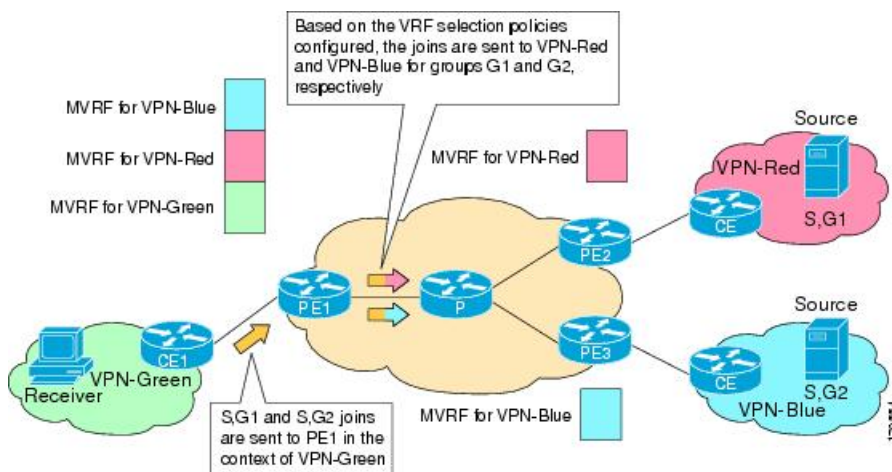 Based on the VRF selection policies
configured, the joins are sent to VPN-Red
and VPN-Blue for groups G1 and G2,
respectively
MVRF for VPN-Blue
MVRF for VPN-Red
MVRF for VPN-Green
MVRF for VPN-Red
Source
VPN-Red
S,G1
CE
PE2
PE1
P
PE3
CE1
VPN-Green
Receiver
Source
CE
S,G2
VPN-Blue
MVRF for VPN-Blue
S,G1 and S,G2 joins
are sent to PE1 in the
context of VPN-Green